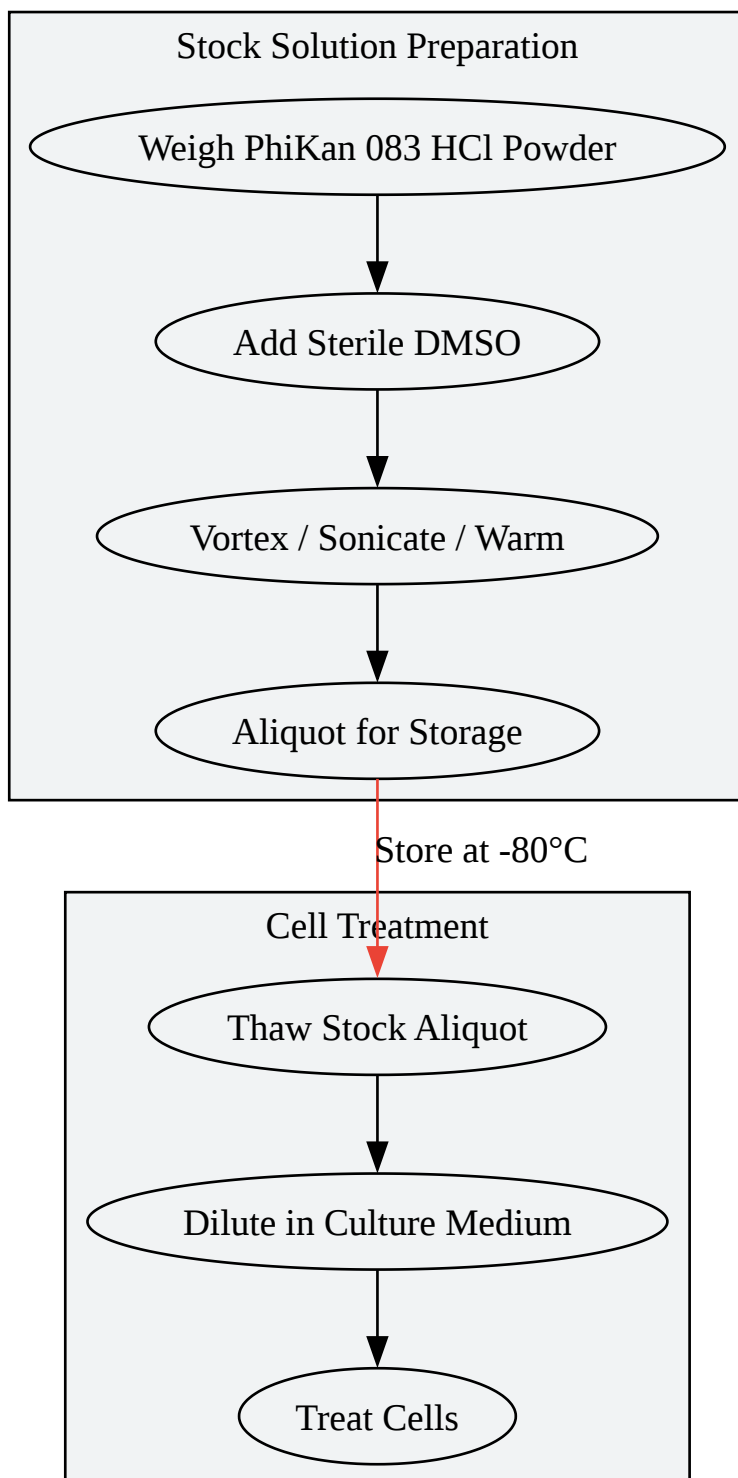 Stock Solution Preparation
Weigh PhiKan 083 HCl Powder
Add Sterile DMSO
Vortex / Sonicate / Warm
Aliquot for Storage
Store at -80°C
Cell Treatment
Thaw Stock Aliquot
Dilute in Culture Medium
Treat Cells